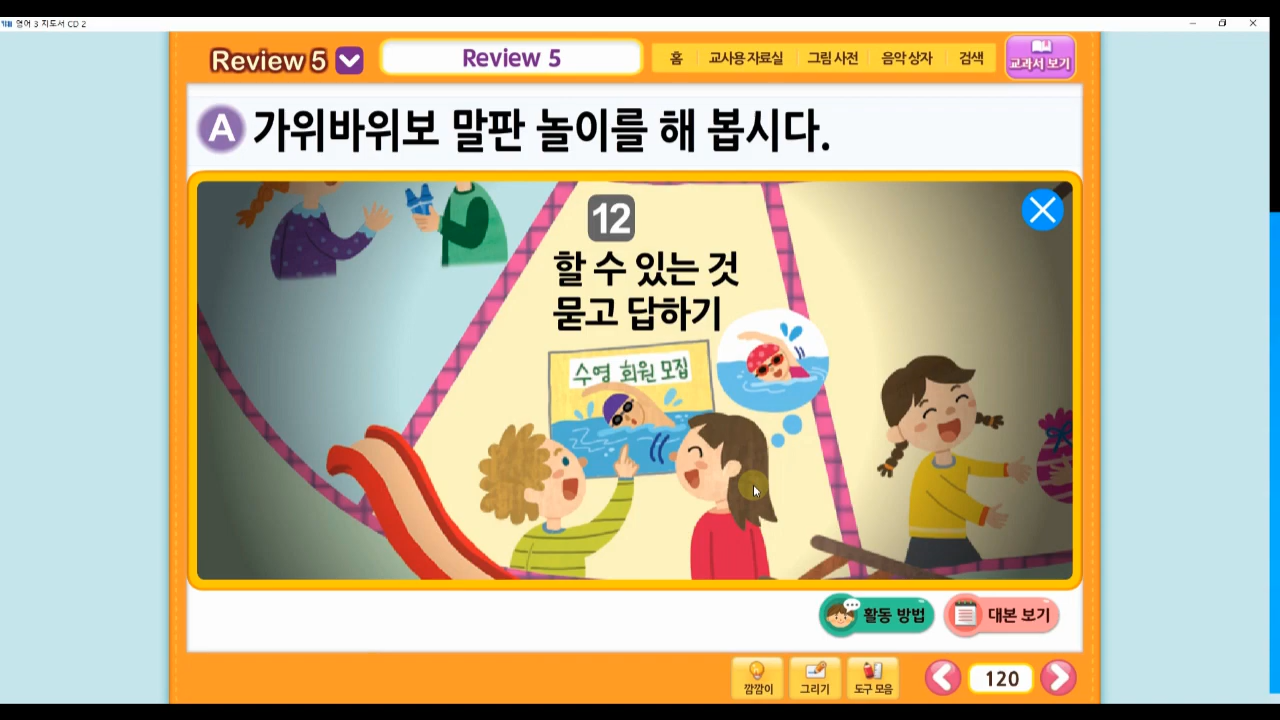 영어 3 지도서 CD 2
Review 5
Review 5
홈 교사용 자료실 그림 사전 음악 상자 검색
교과서 보기
A 가위바위보 말판 놀이를 해 봅시다.
12
할 수 있는 것
묻고 답하기
수영 회원 모집
활동 방법
대본 보기
깜깜이
그리기
도구 모음
120